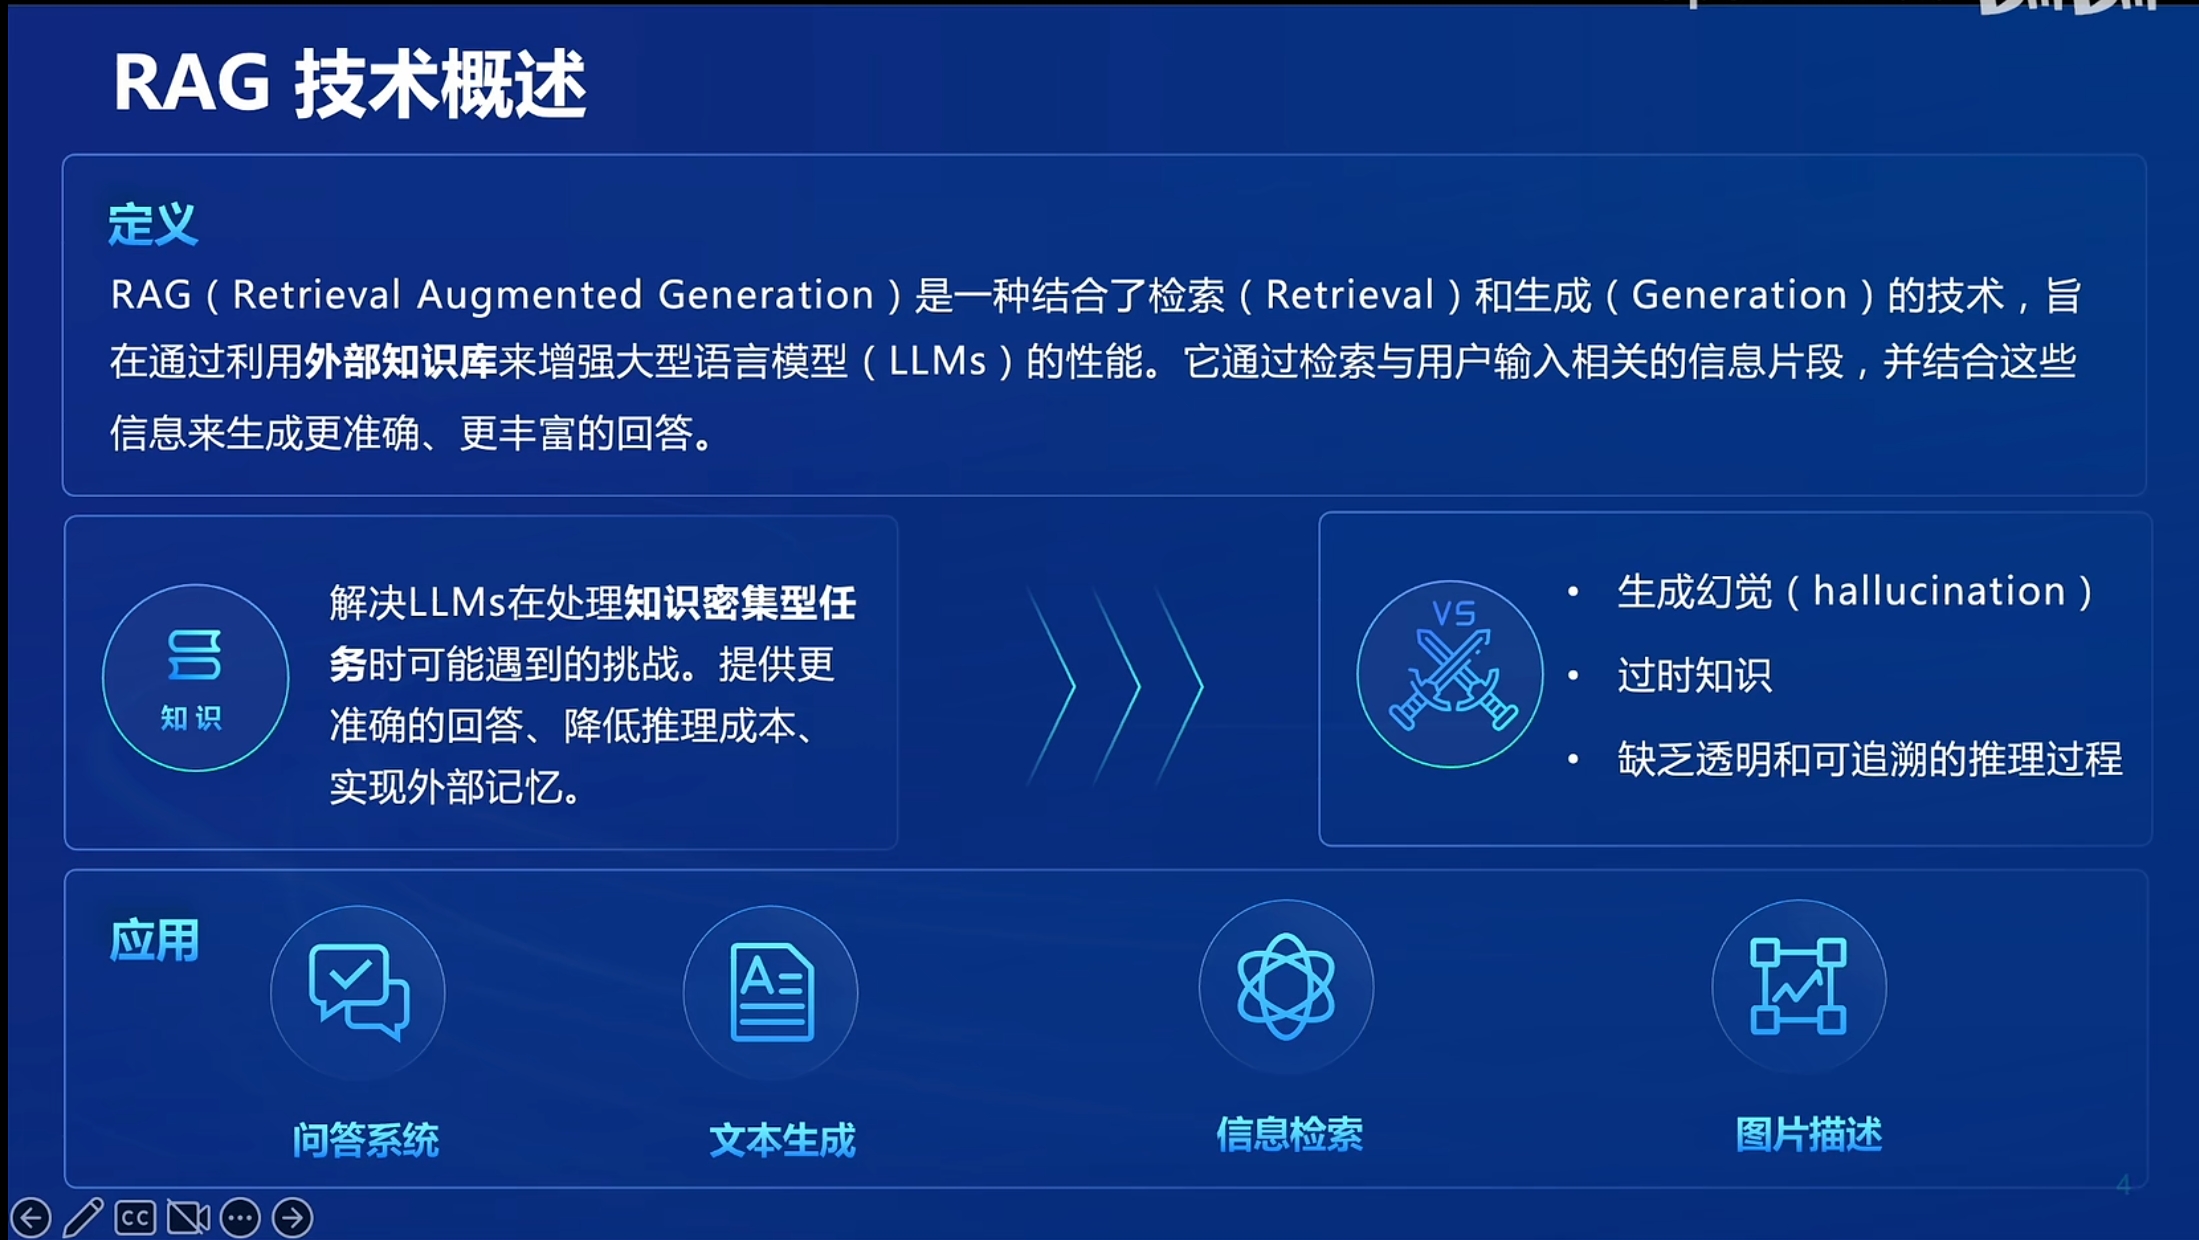 RAG 技术概述
定义
RAG（Retrieval Augmented Generation）是一种结合了检索（Retrieval）和生成（Generation）的技术，旨
在通过利用外部知识库来增强大型语言模型（LLMs）的性能。它通过检索与用户输入相关的信息片段，并结合这些
信息来生成更准确、更丰富的回答。
知识
解决LLMs在处理知识密集型任
务时可能遇到的挑战。提供更
准确的回答、降低推理成本、
实现外部记忆。
VS
• 生成幻觉（hallucination）
• 过时知识
• 缺乏透明和可追溯的推理过程
应用
A
问答系统
文本生成
信息检索
图片描述
4
CC